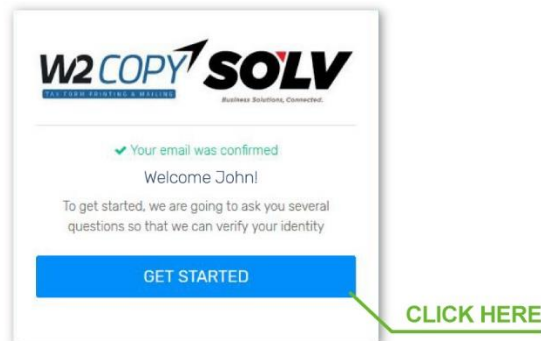 W2 COPY SOLV
TAX FORM PRINTING & MAILING
Business Solutions, Connected.
✔ Your email was confirmed
Welcome John!
To get started, we are going to ask you several
questions so that we can verify your identity
GET STARTED
CLICK HERE